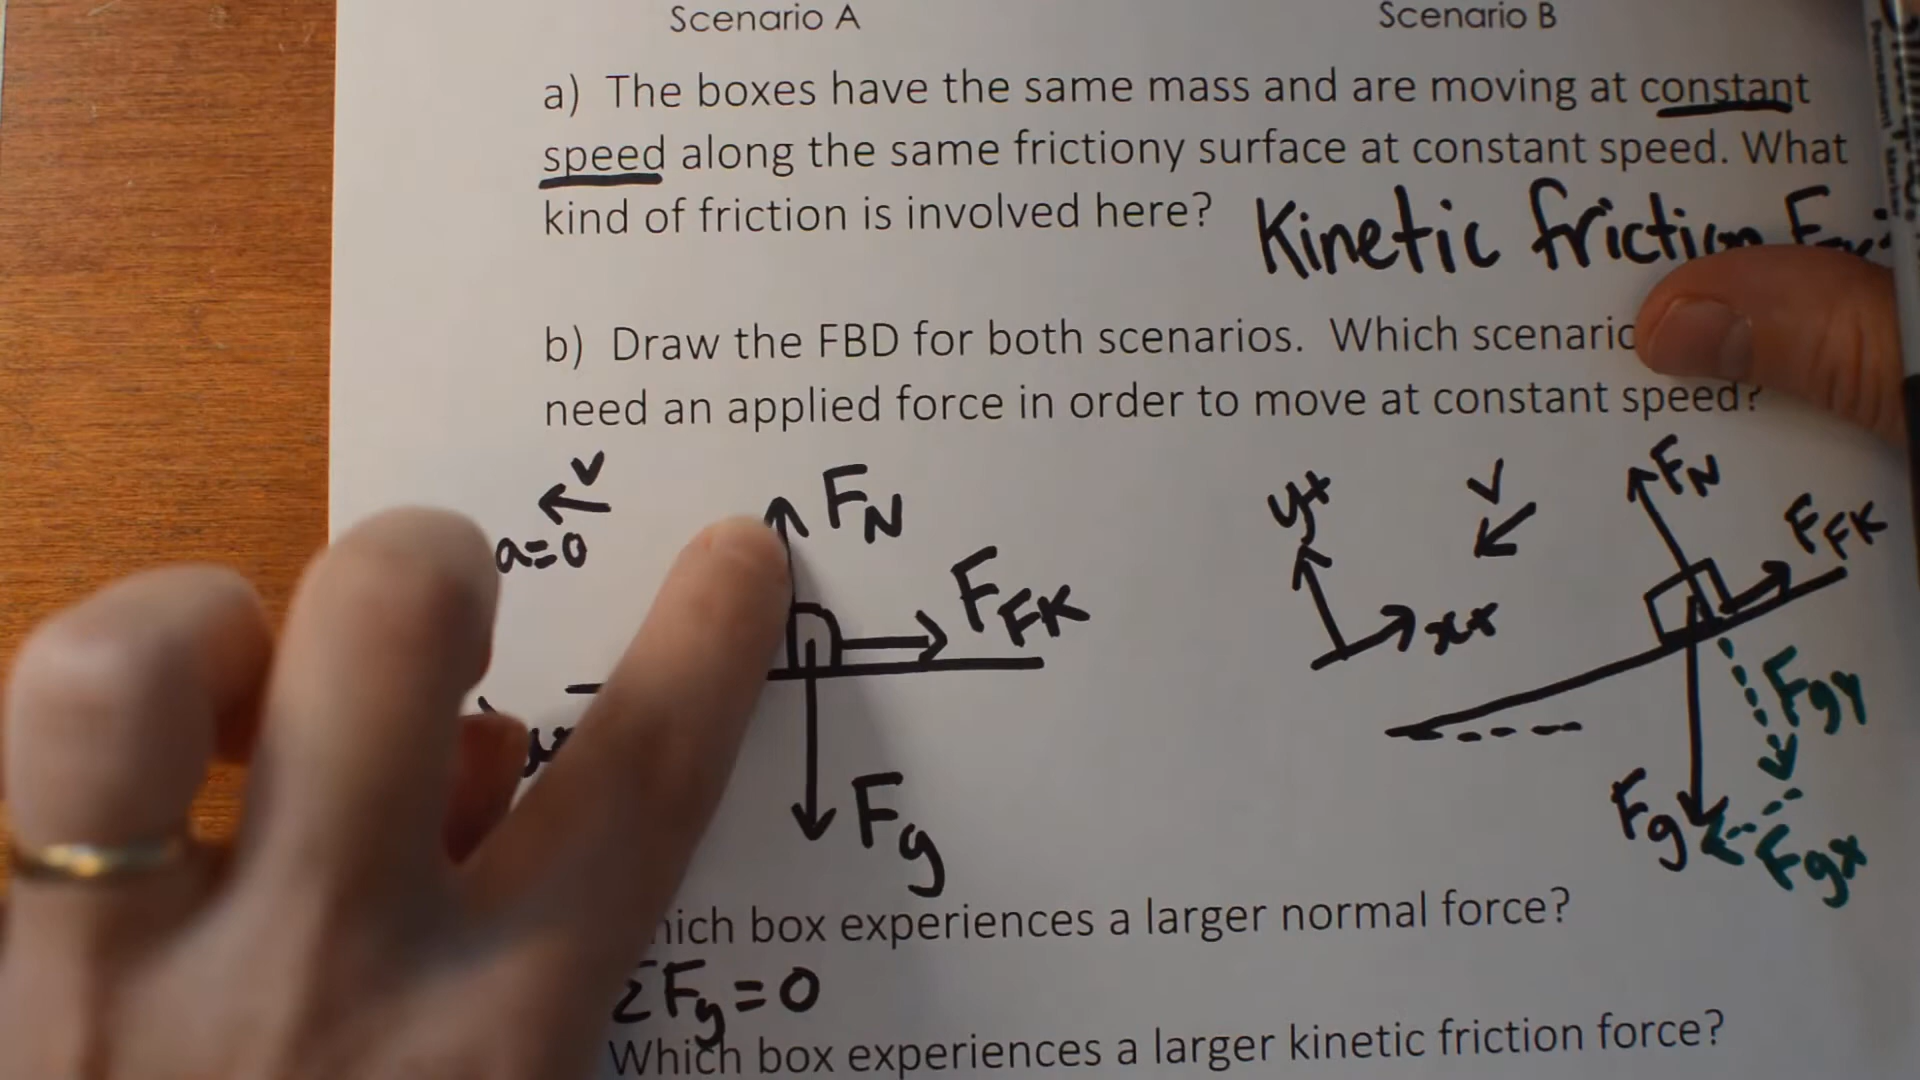 Scenario A
Scenario B
a) The boxes have the same mass and are moving at constant
speed along the same frictiony surface at constant speed. What
kind of friction is involved here?
Kinetic friction
b) Draw the FBD for both scenarios. Which
need an applied force in order to move at constant speed?
v
a=0
FN
FFK
Fg
y+
x+
v
FN
FFK
Fgy
Fg
Fgx
box experiences a larger normal force?
ΣFy=0
Which box experiences a larger kinetic friction force?